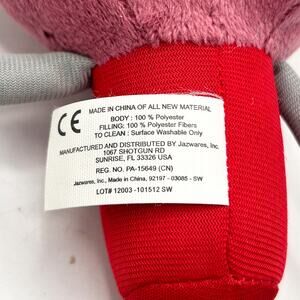 CE
MADE IN CHINA OF ALL NEW MATERIAL
BODY : 100 % Polyester
FILLING: 100 % Polyester Fibers
TO CLEAN : Surface Washable Only
MANUFACTURED AND DISTRIBUTED BY Jazwares, Inc.
1067 SHOTGUN RD
SUNRISE, FL 33326 USA
REG. NO. PA-15649 (CN)
Jazwares, Inc., Made in China, 92197 - 03085 - SW
LOT# 12003 -101512 SW